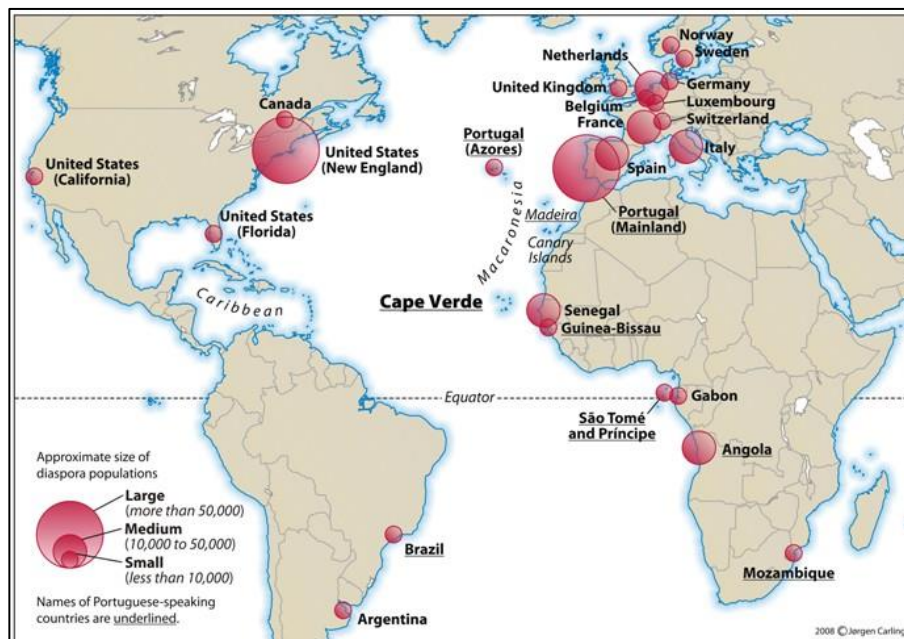 Norway
Sweden
Netherlands
Germany
United Kingdom
Luxembourg
Belgium
Switzerland
France
Canada
Portugal
(Azores)
United States
(New England)
Italy
United States
(California)
Spain
United States
(Florida)
Madeira
Portugal
(Mainland)
Macaronesia
Canary
Islands
Caribbean
Cape Verde
Senegal
Guinea-Bissau
Equator
Gabon
São Tomé
and Príncipe
Angola
Approximate size of
diaspora populations
Large
(more than 50,000)
Medium
(10,000 to 50,000)
Small
(less than 10,000)
Names of Portuguese-speaking
countries are underlined.
Brazil
Mozambique
Argentina
2008 © Jørgen Carling